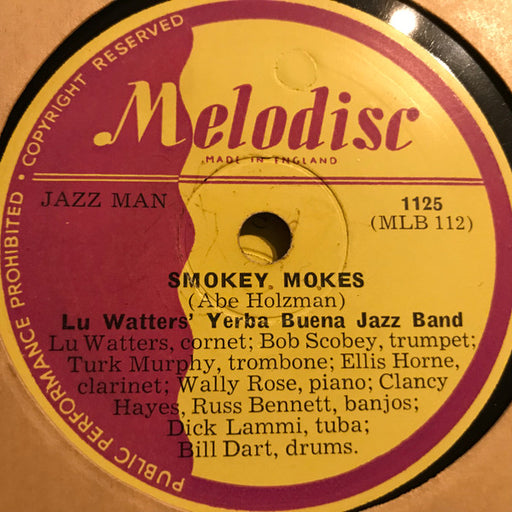 PUBLIC PERFORMANCE PROHIBITED • COPYRIGHT RESERVED
Melodisc
MADE IN ENGLAND
JAZZ MAN
1125
(MLB 112)
SMOKEY MOKES
(Abe Holzman)
Lu Watters' Yerba Buena Jazz Band
Lu Watters, cornet; Bob Scobey, trumpet;
Turk Murphy, trombone; Ellis Horne,
clarinet; Wally Rose, piano; Clancy
Hayes, Russ Bennett, banjos;
Dick Lammi, tuba;
Bill Dart, drums.